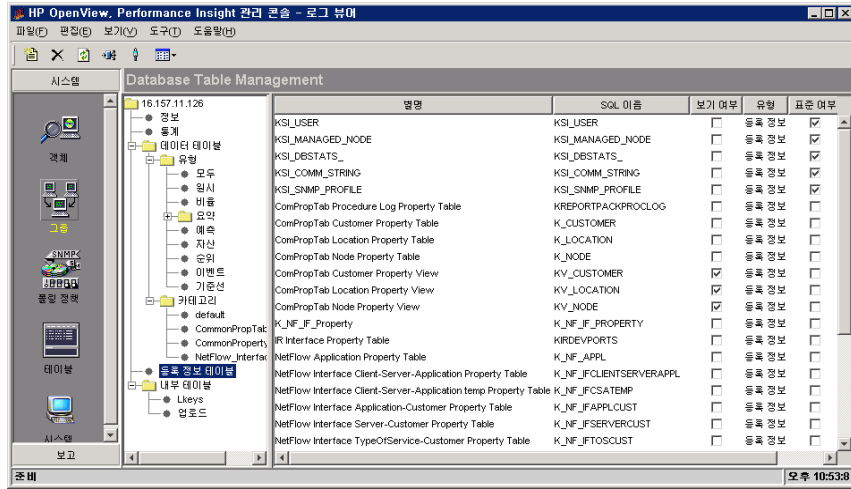 HP OpenView, Performance Insight 관리 콘솔 - 로그 뷰어
파일(F) 편집(E) 보기(V) 도구(T) 도움말(H)
시스템
Database Table Management
객체
그룹
SNMP
폴링 정책
테이블
시스템
보고
16.157.11.126
정보
통계
데이터 테이블
유형
모두
일시
비율
요약
예측
자산
순위
이벤트
기준선
카테고리
default
CommonPropTab
CommonProperty
NetFlow_Interfac
등록 정보 테이블
내부 테이블
Lkeys
업로드
별명 SQL 이름 보기 여부 유형 표준 여부
KSI_USER KSI_USER 등록 정보
KSI_MANAGED_NODE KSI_MANAGED_NODE 등록 정보
KSI_DBSTATS_ KSI_DBSTATS_ 등록 정보
KSI_COMM_STRING KSI_COMM_STRING 등록 정보
KSI_SNMP_PROFILE KSI_SNMP_PROFILE 등록 정보
ComPropTab Procedure Log Property Table KREPORTPACKPROCLOG 등록 정보
ComPropTab Customer Property Table K_CUSTOMER 등록 정보
ComPropTab Location Property Table K_LOCATION 등록 정보
ComPropTab Node Property Table K_NODE 등록 정보
ComPropTab Customer Property View KV_CUSTOMER 등록 정보
ComPropTab Location Property View KV_LOCATION 등록 정보
ComPropTab Node Property View KV_NODE 등록 정보
K_NF_IF_Property K_NF_IF_PROPERTY 등록 정보
IR Interface Property Table KIRDEVPORTS 등록 정보
NetFlow Application Property Table K_NF_APPL 등록 정보
NetFlow Interface Client-Server-Application Property Table K_NF_IFCLIENTSERVERAPPL 등록 정보
NetFlow Interface Client-Server-Application temp Property Table K_NF_IFCSATEMP 등록 정보
NetFlow Interface Application-Customer Property Table K_NF_IFAPPLCUST 등록 정보
NetFlow Interface Server-Customer Property Table K_NF_IFSERVERCUST 등록 정보
NetFlow Interface TypeOfService-Customer Property Table K_NF_IFTOSCUST 등록 정보
준비 오후 10:53:8